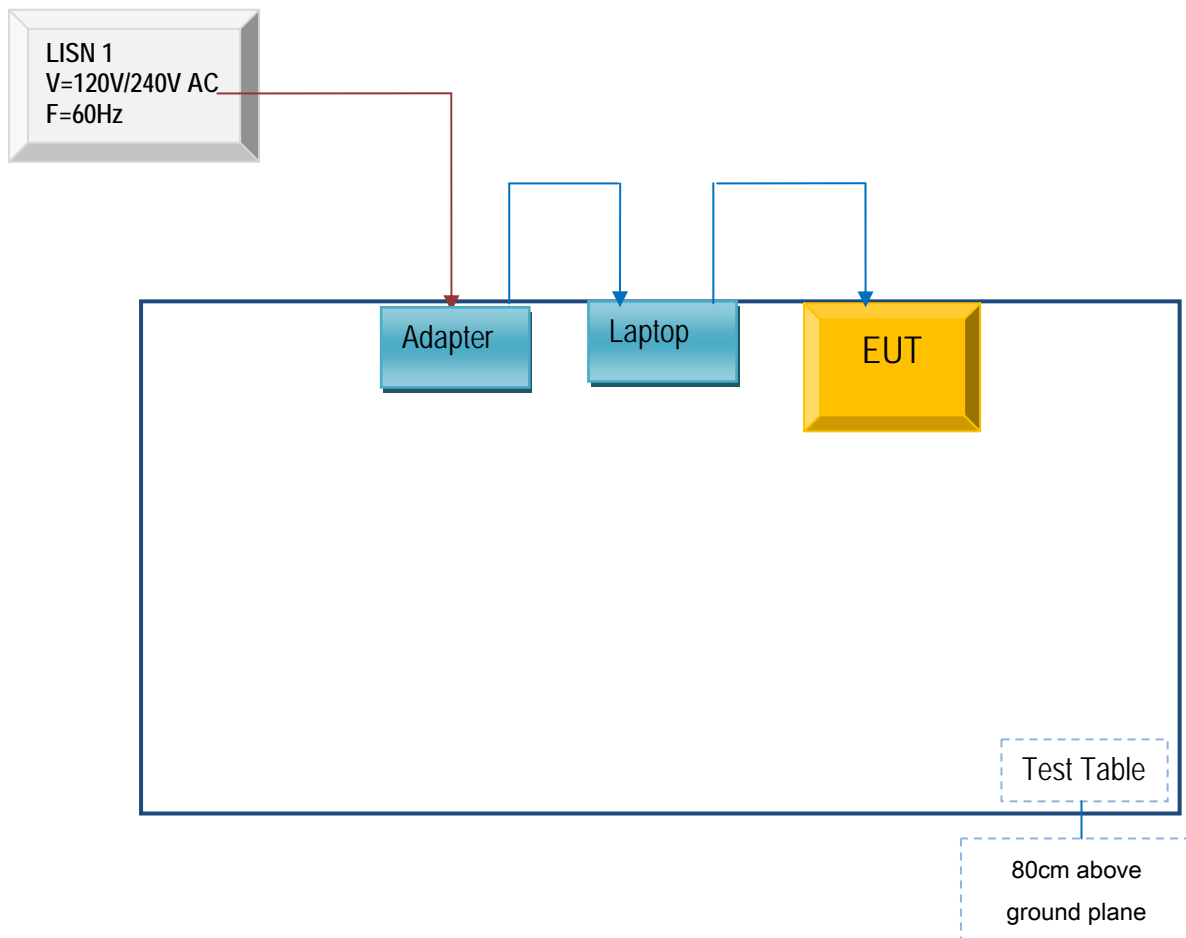 LISN 1
V=120V/240V AC
F=60Hz
Adapter
Laptop
EUT
Test Table
80cm above
ground plane